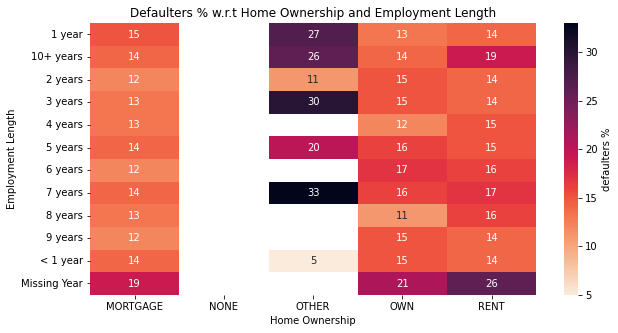 Defaulters % w.r.t Home Ownership and Employment Length
Employment Length
1 year 15 27 13 14
10+ years 14 26 14 19
2 years 12 11 15 14
3 years 13 30 15 14
4 years 13 12 15
5 years 14 20 16 15
6 years 12 17 16
7 years 14 33 16 17
8 years 13 11 16
9 years 12 15 14
< 1 year 14 5 15 14
Missing Year 19 21 26
MORTGAGE NONE OTHER OWN RENT
Home Ownership
30
25
20
15
10
5
defaulters %